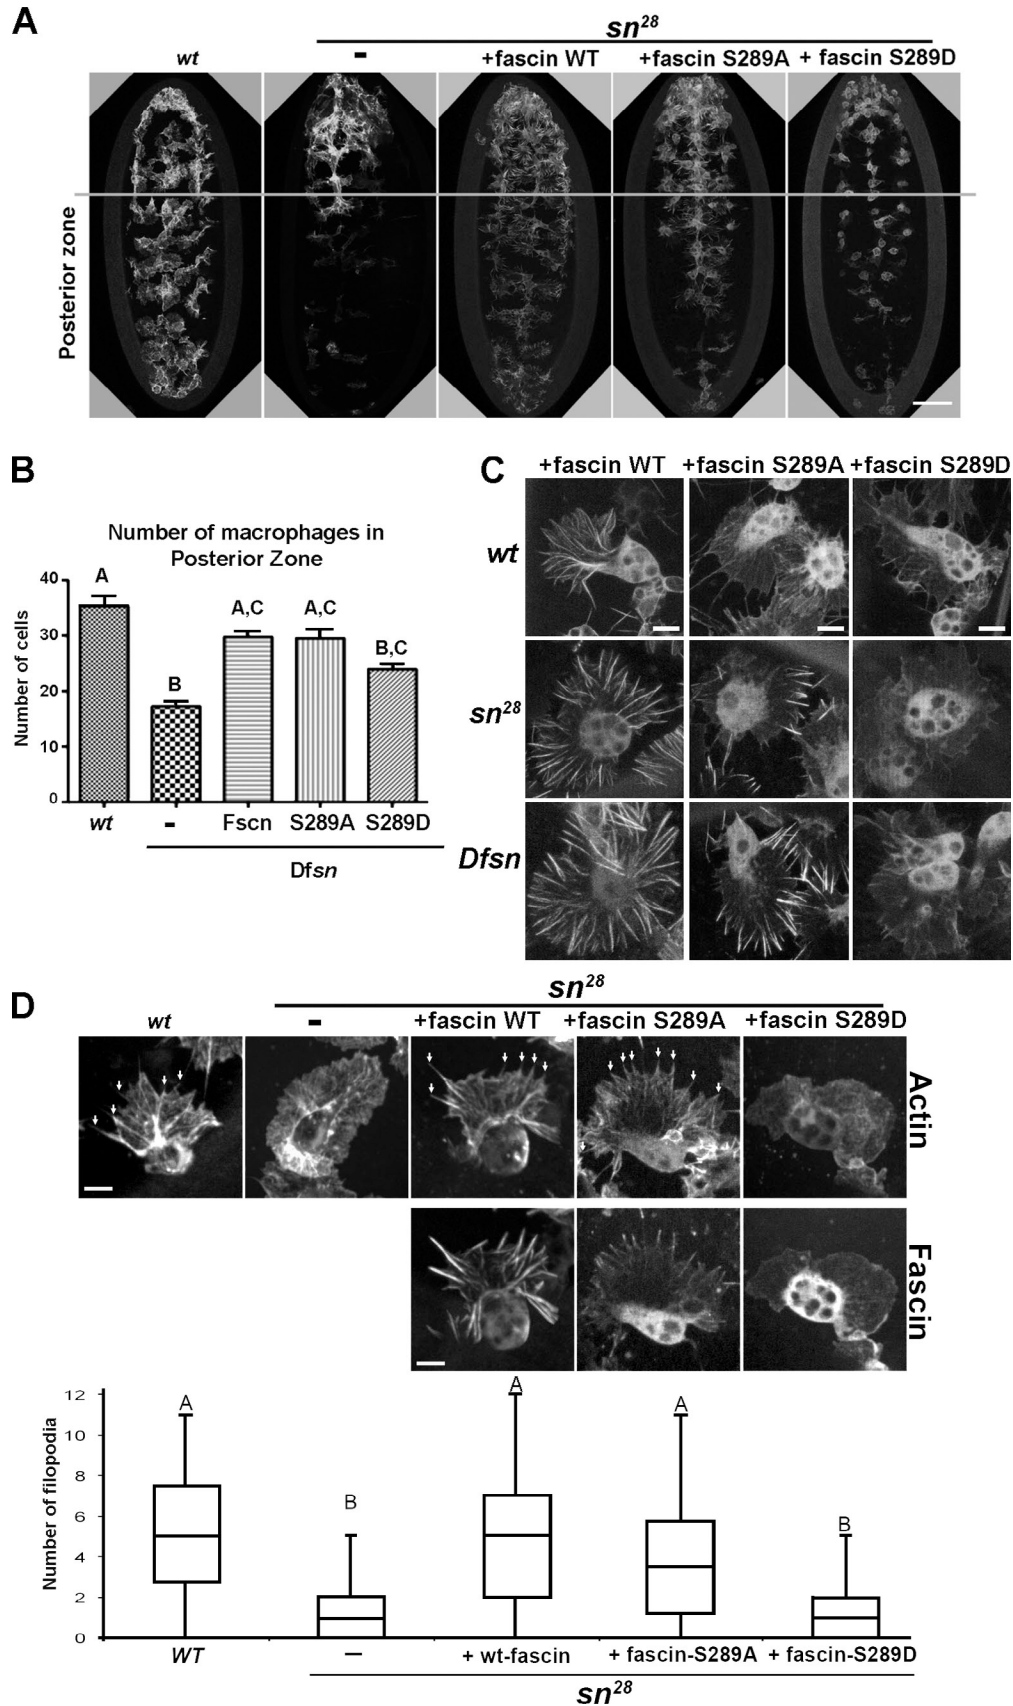 A
sn28
wt
-
+fascin WT
+fascin S289A
+ fascin S289D
Posterior zone
B
Number of macrophages in
Posterior Zone
Number of cells
40
30
20
10
0
A
B
A,C
A,C
B,C
wt
-
Fscn
S289A
S289D
Dfsn
C
+fascin WT
+fascin S289A
+fascin S289D
wt
sn28
Dfsn
D
sn28
wt
-
+fascin WT
+fascin S289A
+fascin S289D
Actin
Fascin
Number of filopodia
12
10
8
6
4
2
0
A
B
A
A
B
WT
—
+ wt-fascin
+ fascin-S289A
+ fascin-S289D
sn28